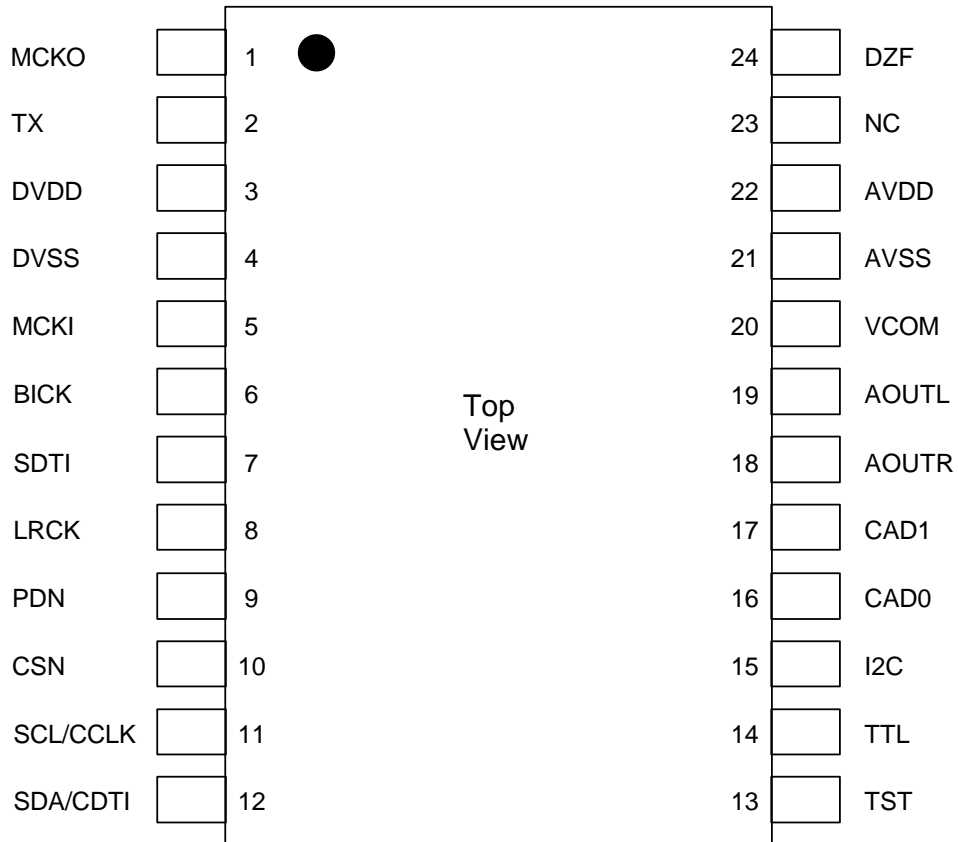 MCKO 1 24 DZF
TX 2 23 NC
DVDD 3 22 AVDD
DVSS 4 21 AVSS
MCKI 5 20 VCOM
BICK 6 19 AOUTL
Top
View
SDTI 7 18 AOUTR
LRCK 8 17 CAD1
PDN 9 16 CAD0
CSN 10 15 I2C
SCL/CCLK 11 14 TTL
SDA/CDTI 12 13 TST